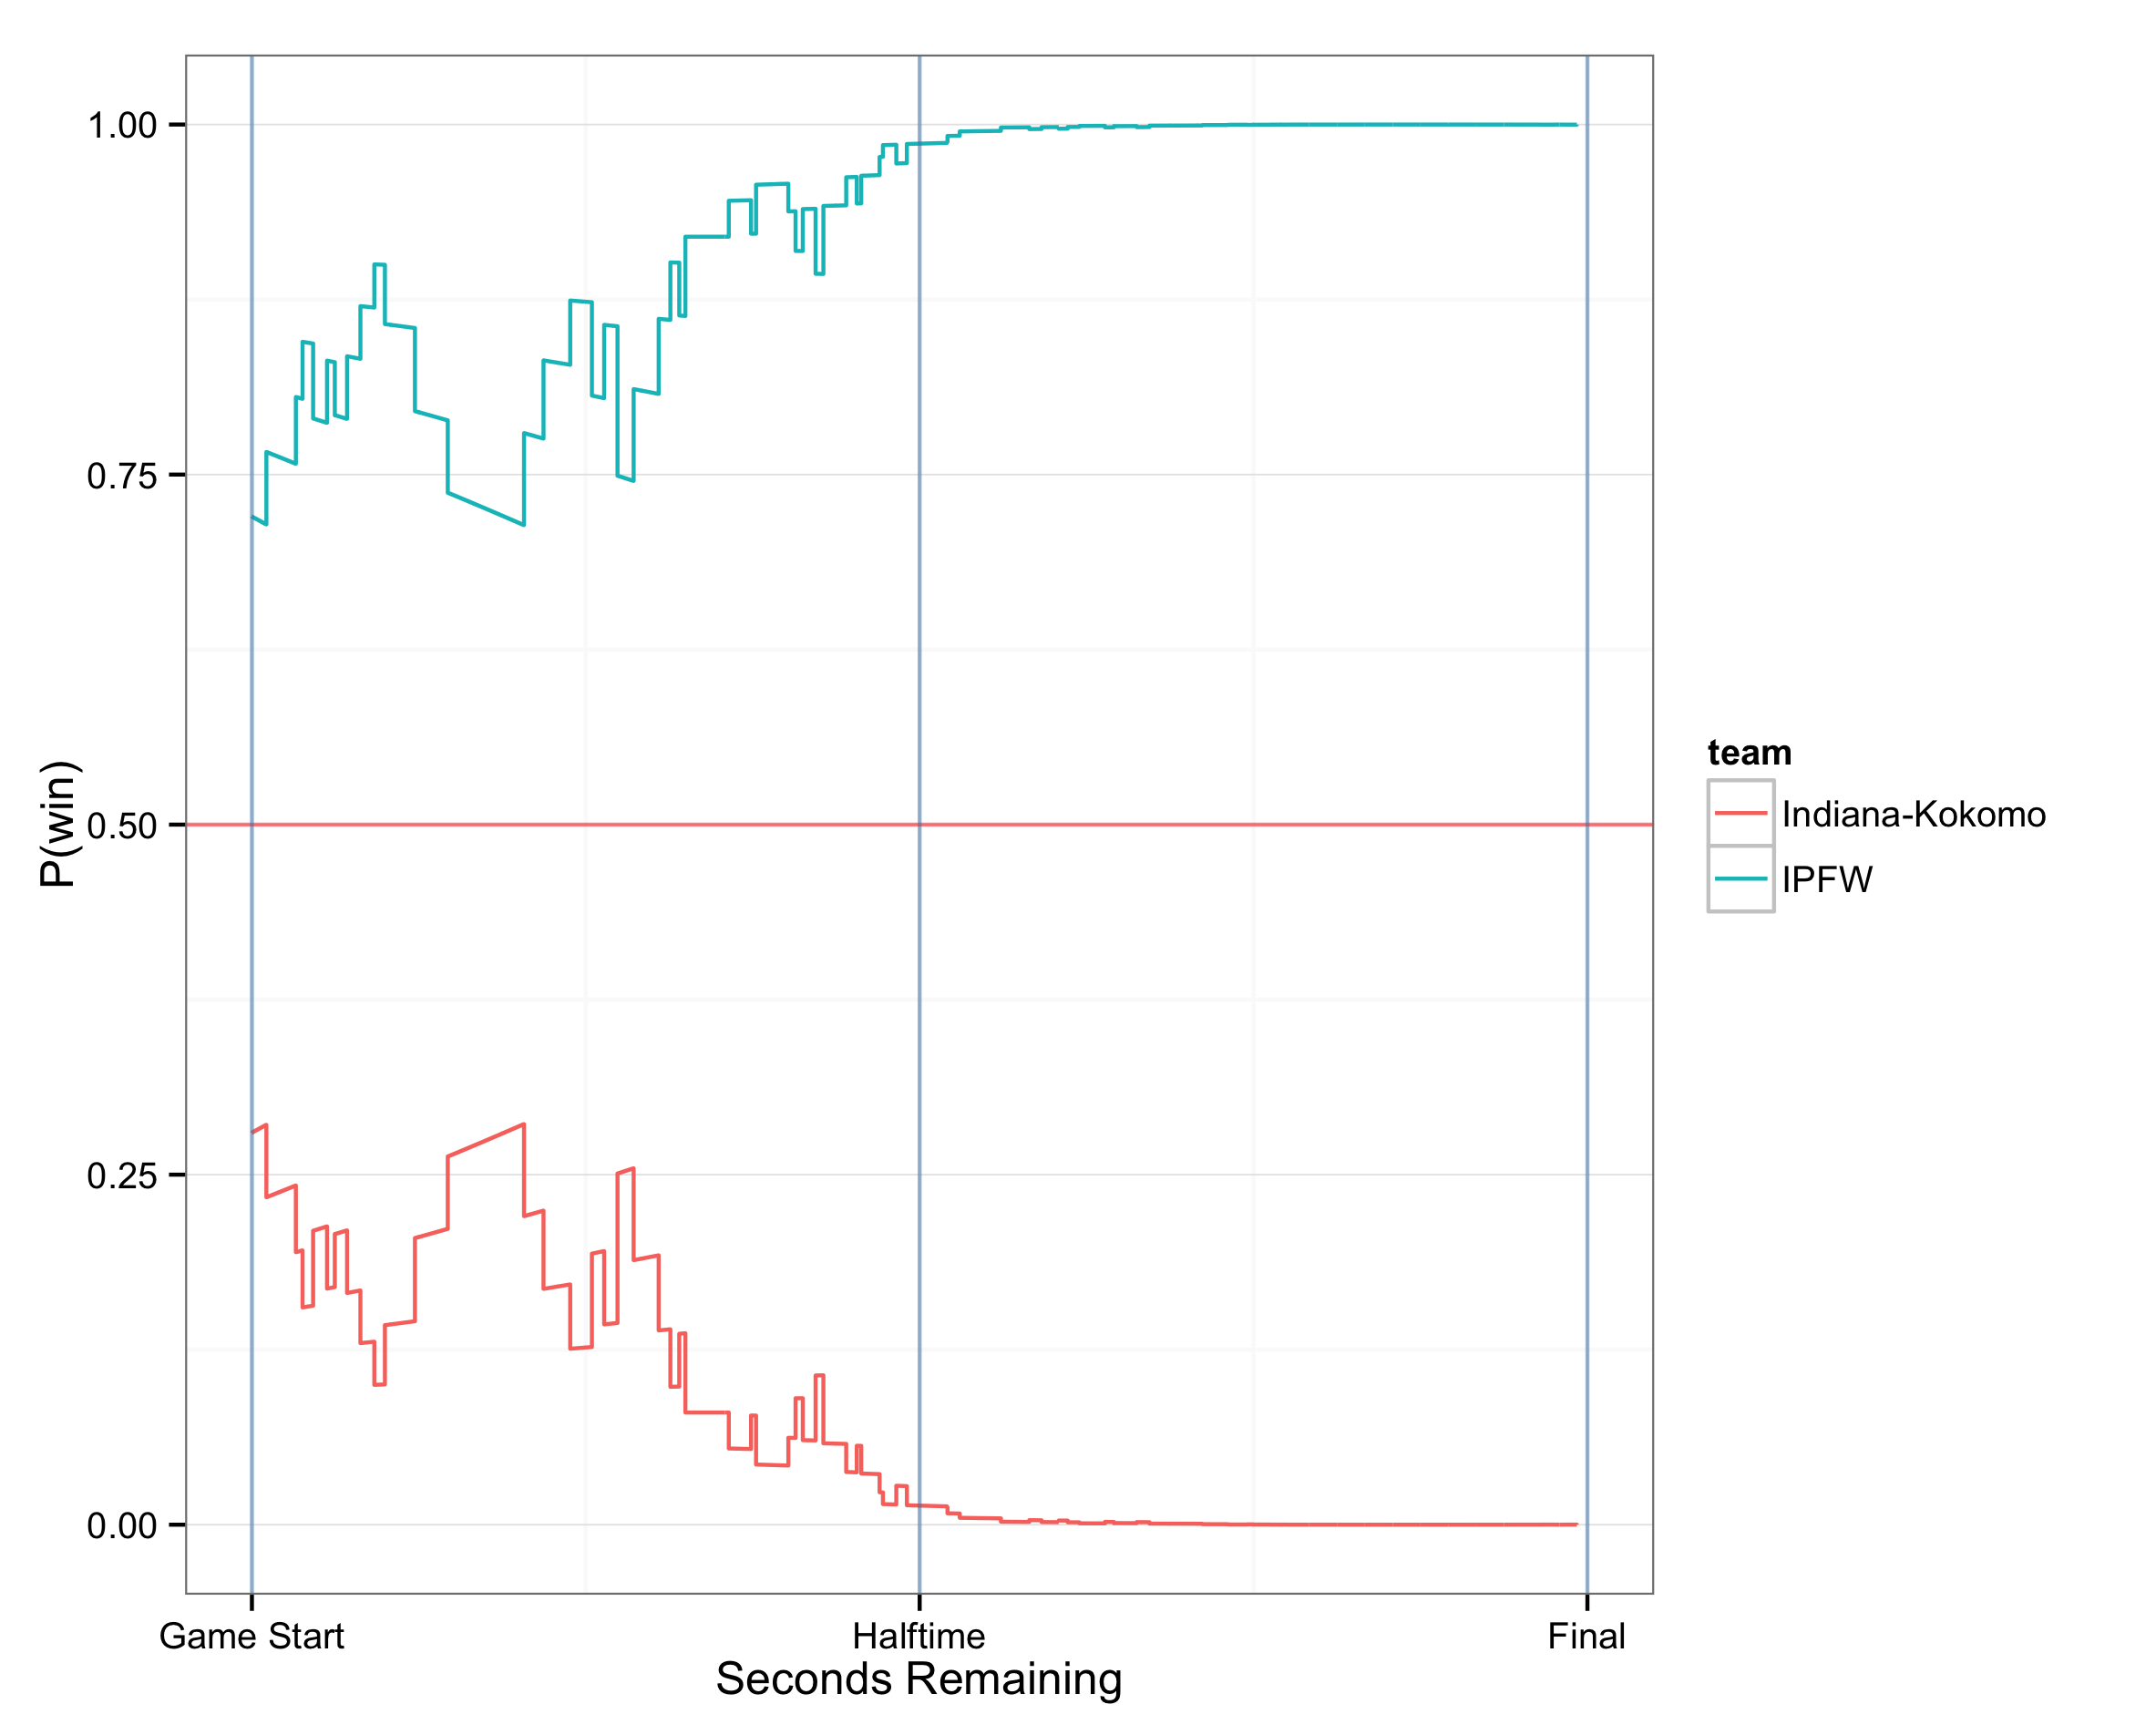 1.00
0.75
0.50
0.25
0.00
P(win)
Game Start
Halftime
Final
Seconds Remaining
team
Indiana-Kokomo
IPFW